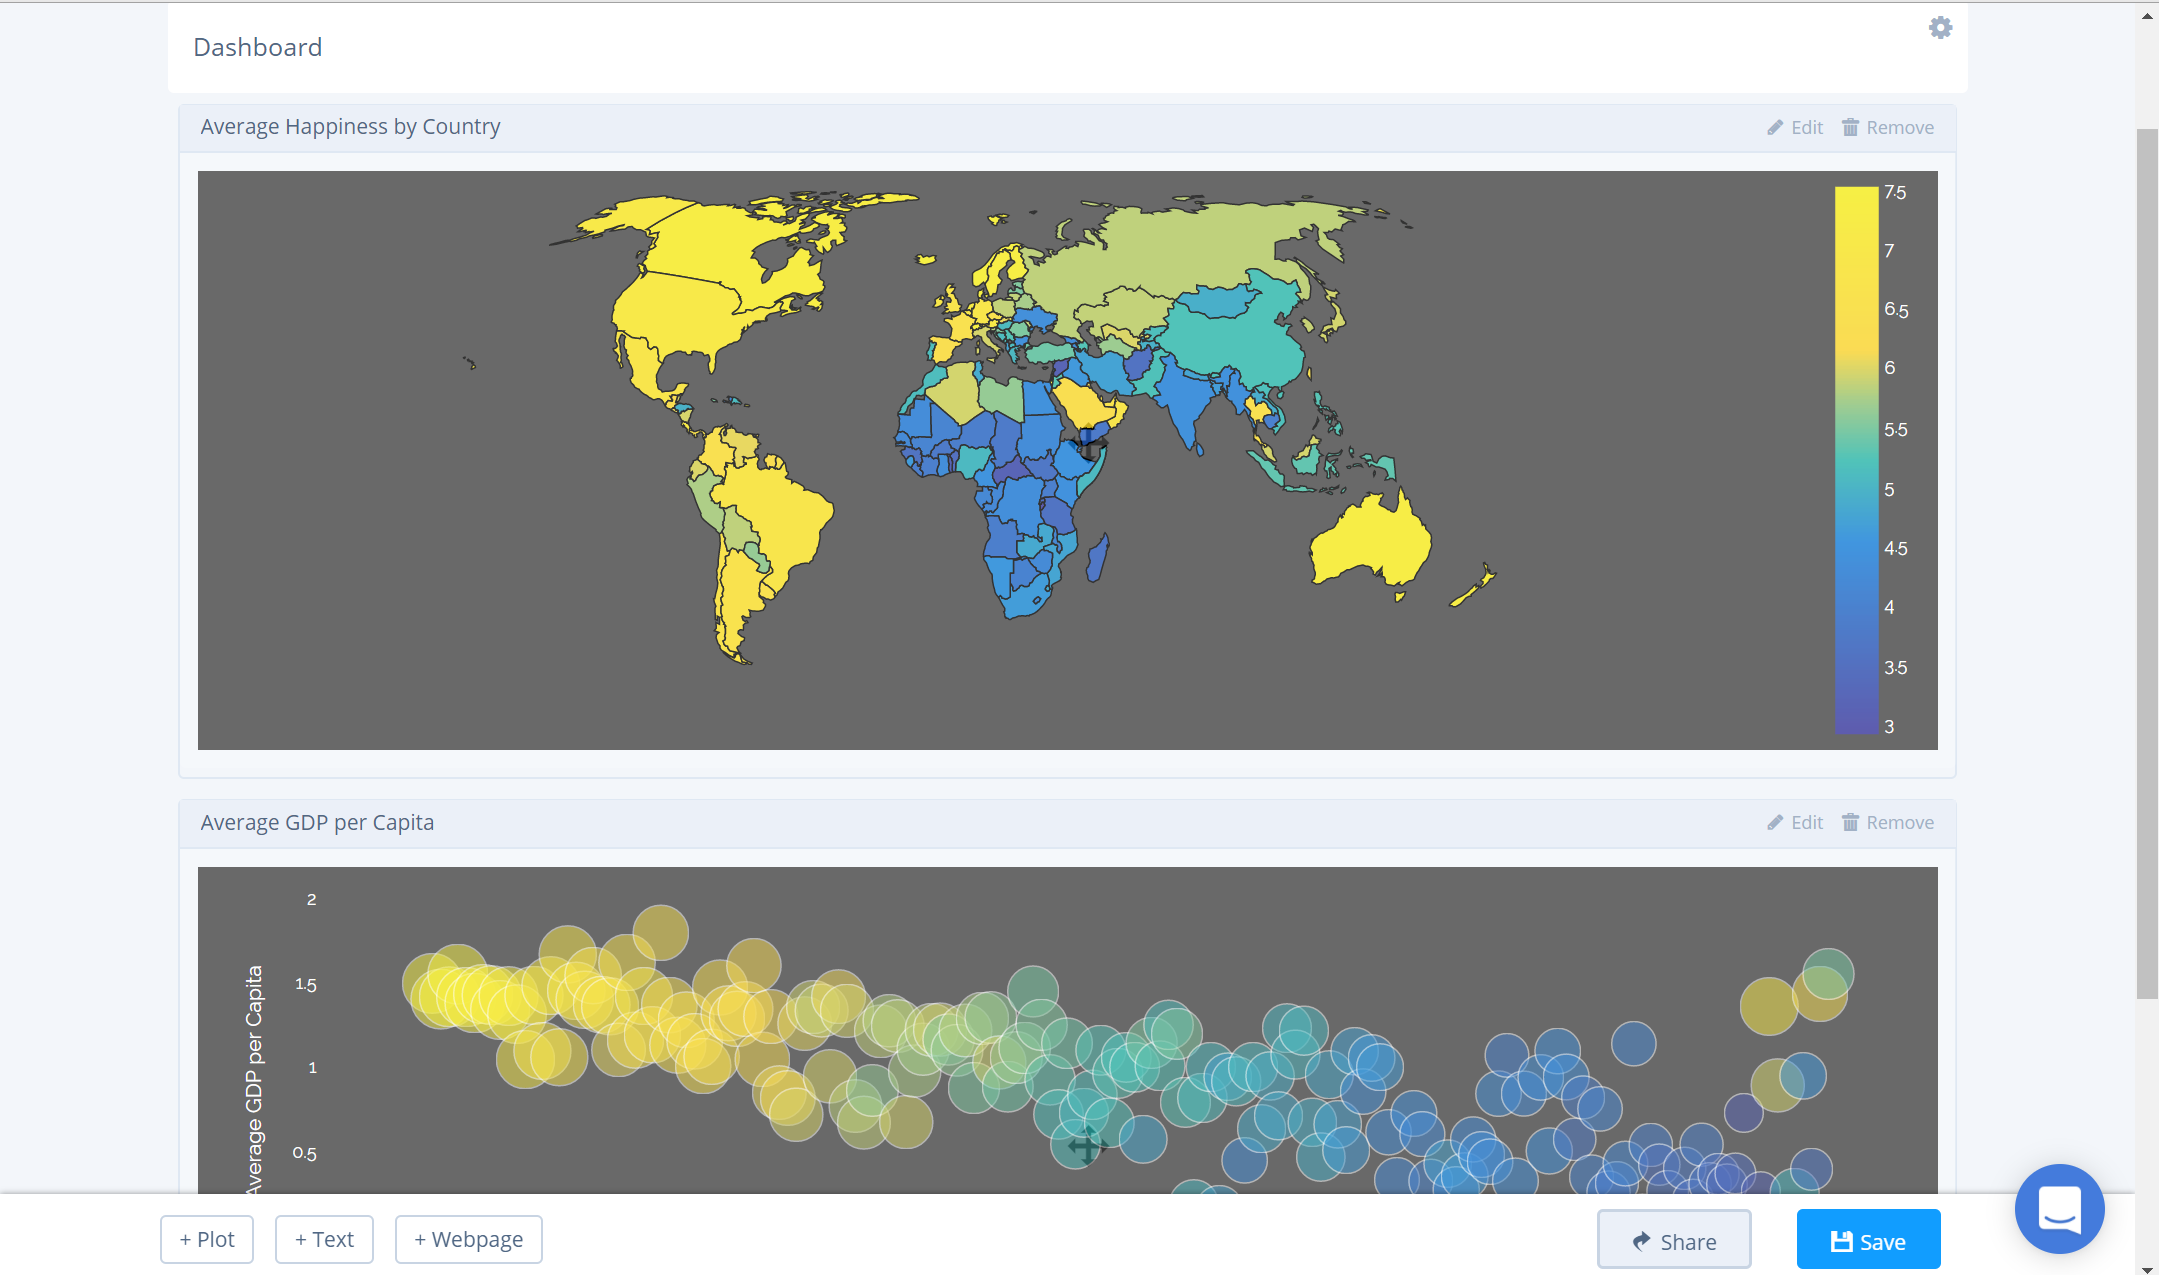 Dashboard
Average Happiness by Country
Edit Remove
7.5
7
6.5
6
5.5
5
4.5
4
3.5
3
Average GDP per Capita
Edit Remove
2
1.5
1
0.5
Average GDP per Capita
+ Plot + Text + Webpage Share Save